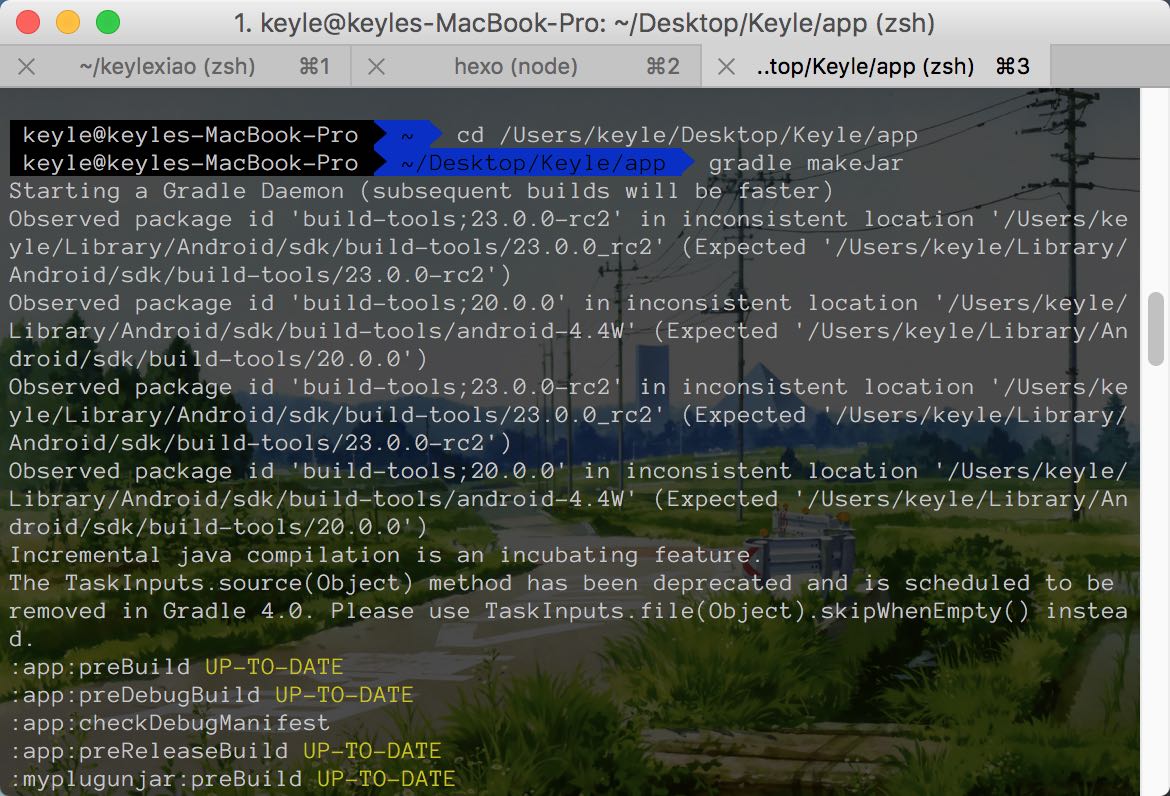 1. keyle@keyles-MacBook-Pro: ~/Desktop/Keyle/app (zsh)
~/keylexiao (zsh) ⌘1 hexo (node) ⌘2 ..top/Keyle/app (zsh) ⌘3
keyle@keyles-MacBook-Pro ~ cd /Users/keyle/Desktop/Keyle/app
keyle@keyles-MacBook-Pro ~/Desktop/Keyle/app gradle makeJar
Starting a Gradle Daemon (subsequent builds will be faster)
Observed package id 'build-tools;23.0.0-rc2' in inconsistent location '/Users/ke
yle/Library/Android/sdk/build-tools/23.0.0_rc2' (Expected '/Users/keyle/Library/
Android/sdk/build-tools/23.0.0-rc2')
Observed package id 'build-tools;20.0.0' in inconsistent location '/Users/keyle/
Library/Android/sdk/build-tools/android-4.4W' (Expected '/Users/keyle/Library/An
droid/sdk/build-tools/20.0.0')
Observed package id 'build-tools;23.0.0-rc2' in inconsistent location '/Users/ke
yle/Library/Android/sdk/build-tools/23.0.0_rc2' (Expected '/Users/keyle/Library/
Android/sdk/build-tools/23.0.0-rc2')
Observed package id 'build-tools;20.0.0' in inconsistent location '/Users/keyle/
Library/Android/sdk/build-tools/android-4.4W' (Expected '/Users/keyle/Library/An
droid/sdk/build-tools/20.0.0')
Incremental java compilation is an incubating feature.
The TaskInputs.source(Object) method has been deprecated and is scheduled to be
removed in Gradle 4.0. Please use TaskInputs.file(Object).skipWhenEmpty() instea
d.
:app:preBuild UP-TO-DATE
:app:preDebugBuild UP-TO-DATE
:app:checkDebugManifest
:app:preReleaseBuild UP-TO-DATE
:myplugunjar:preBuild UP-TO-DATE